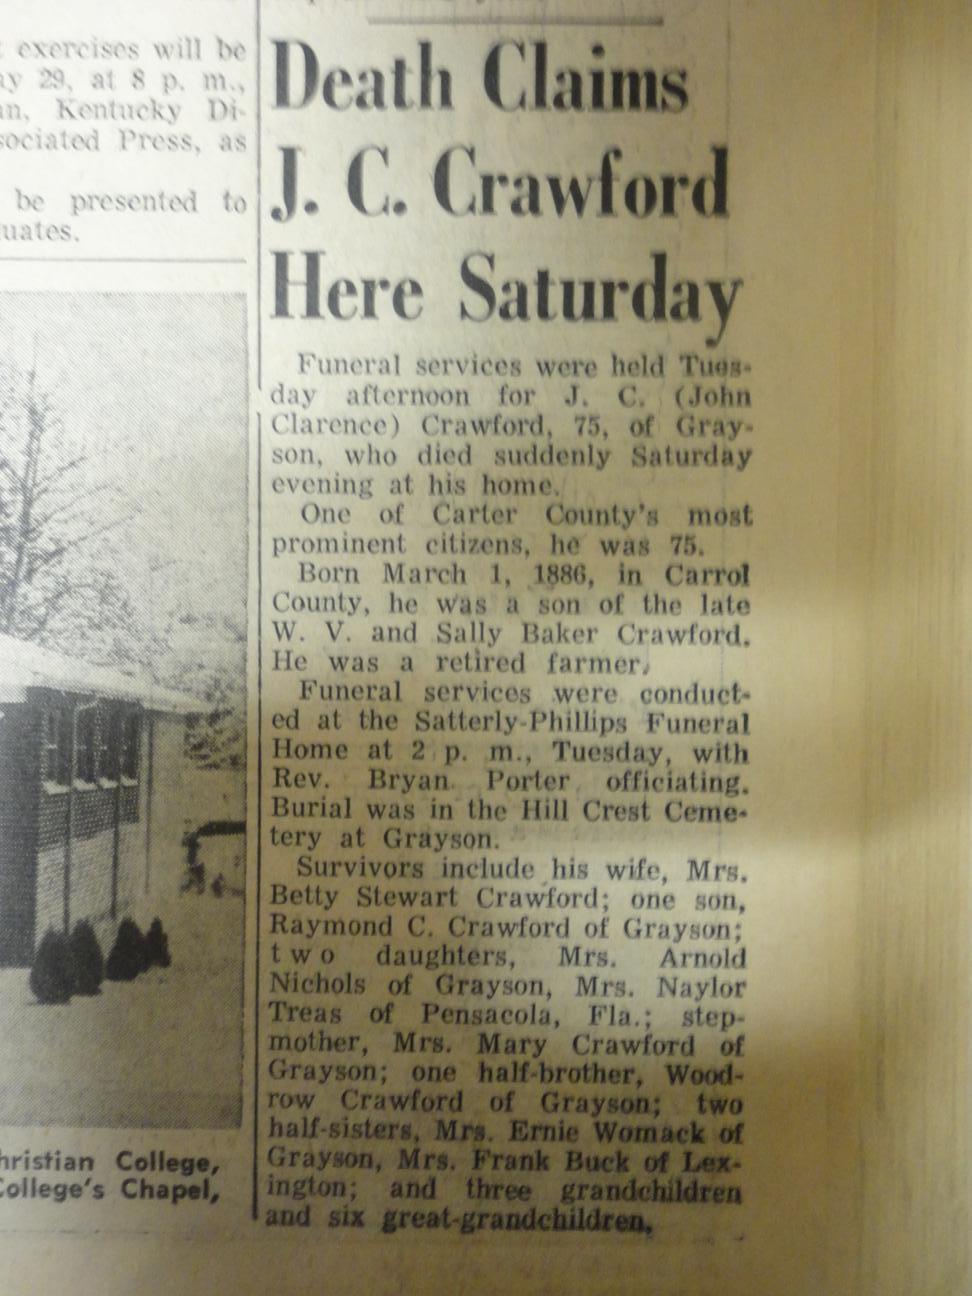 exercises will be
29, at 8 p. m.,
Kentucky Di-
sociated Press, as
be presented to
uates.
hristian College,
College's Chapel,
Death Claims
J. C. Crawford
Here Saturday
Funeral services were held Tues-
day afternoon for J. C. (John
Clarence) Crawford, 75, of Gray-
son, who died suddenly Saturday
evening at his home.
One of Carter County's most
prominent citizens, he was 75.
Born March 1, 1886, in Carrol
County, he was a son of the late
W. V. and Sally Baker Crawford.
He was a retired farmer.
Funeral services were conduct-
ed at the Satterly-Phillips Funeral
Home at 2 p. m., Tuesday, with
Rev. Bryan Porter officiating.
Burial was in the Hill Crest Ceme-
tery at Grayson.
Survivors include his wife, Mrs.
Betty Stewart Crawford; one son,
Raymond C. Crawford of Grayson;
two daughters, Mrs. Arnold
Nichols of Grayson, Mrs. Naylor
Treas of Pensacola, Fla.; step-
mother, Mrs. Mary Crawford of
Grayson; one half-brother, Wood-
row Crawford of Grayson; two
half-sisters, Mrs. Ernie Womack of
Grayson, Mrs. Frank Buck of Lex-
ington; and three grandchildren
and six great-grandchildren.